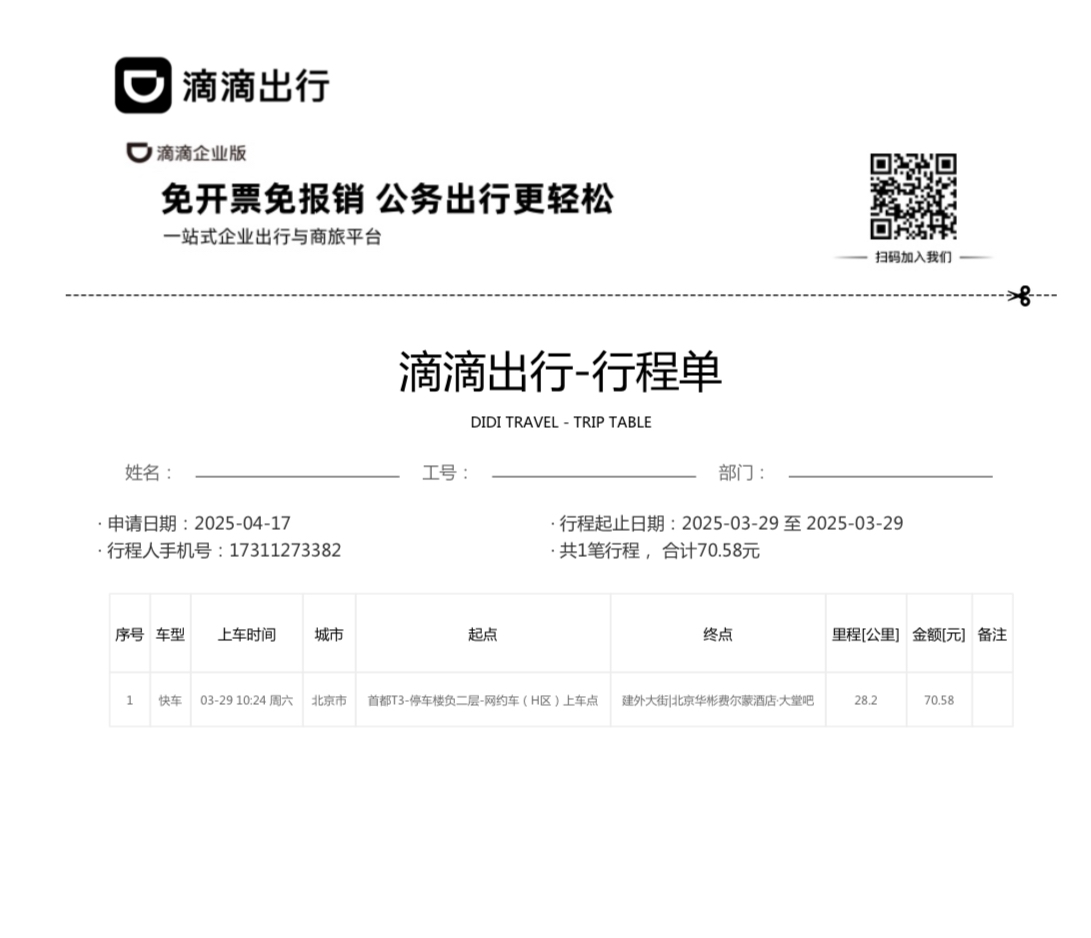 滴滴出行
滴滴企业版
免开票免报销 公务出行更轻松
一站式企业出行与商旅平台
扫码加入我们
滴滴出行-行程单
DIDI TRAVEL - TRIP TABLE
姓名： 工号： 部门：
· 申请日期：2025-04-17 · 行程起止日期：2025-03-29 至 2025-03-29
· 行程人手机号：17311273382 · 共1笔行程， 合计70.58元
序号 车型 上车时间 城市 起点 终点 里程[公里] 金额[元] 备注
1 快车 03-29 10:24 周六 北京市 首都T3-停车楼负二层-网约车（H区）上车点 建外大街|北京华彬费尔蒙酒店-大堂吧 28.2 70.58